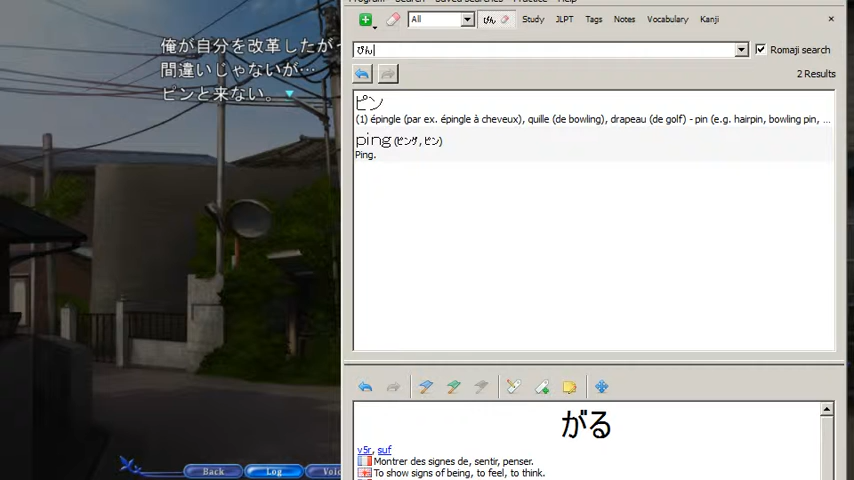 Program Search Saved searches Practice Help
All ぴん Study JLPT Tags Notes Vocabulary Kanji
ぴん Romaji search
2 Results
俺が自分を改革したがっ
間違いじゃないが…
ピンと来ない。
ピン
(1) épingle (par ex. épingle à cheveux), quille (de bowling), drapeau (de golf) - pin (e.g. hairpin, bowling pin, ...
ping (ピング, ピン)
Ping.
がる
v5r, suf
Montrer des signes de, sentir, penser.
To show signs of being, to feel, to think.
Back Log